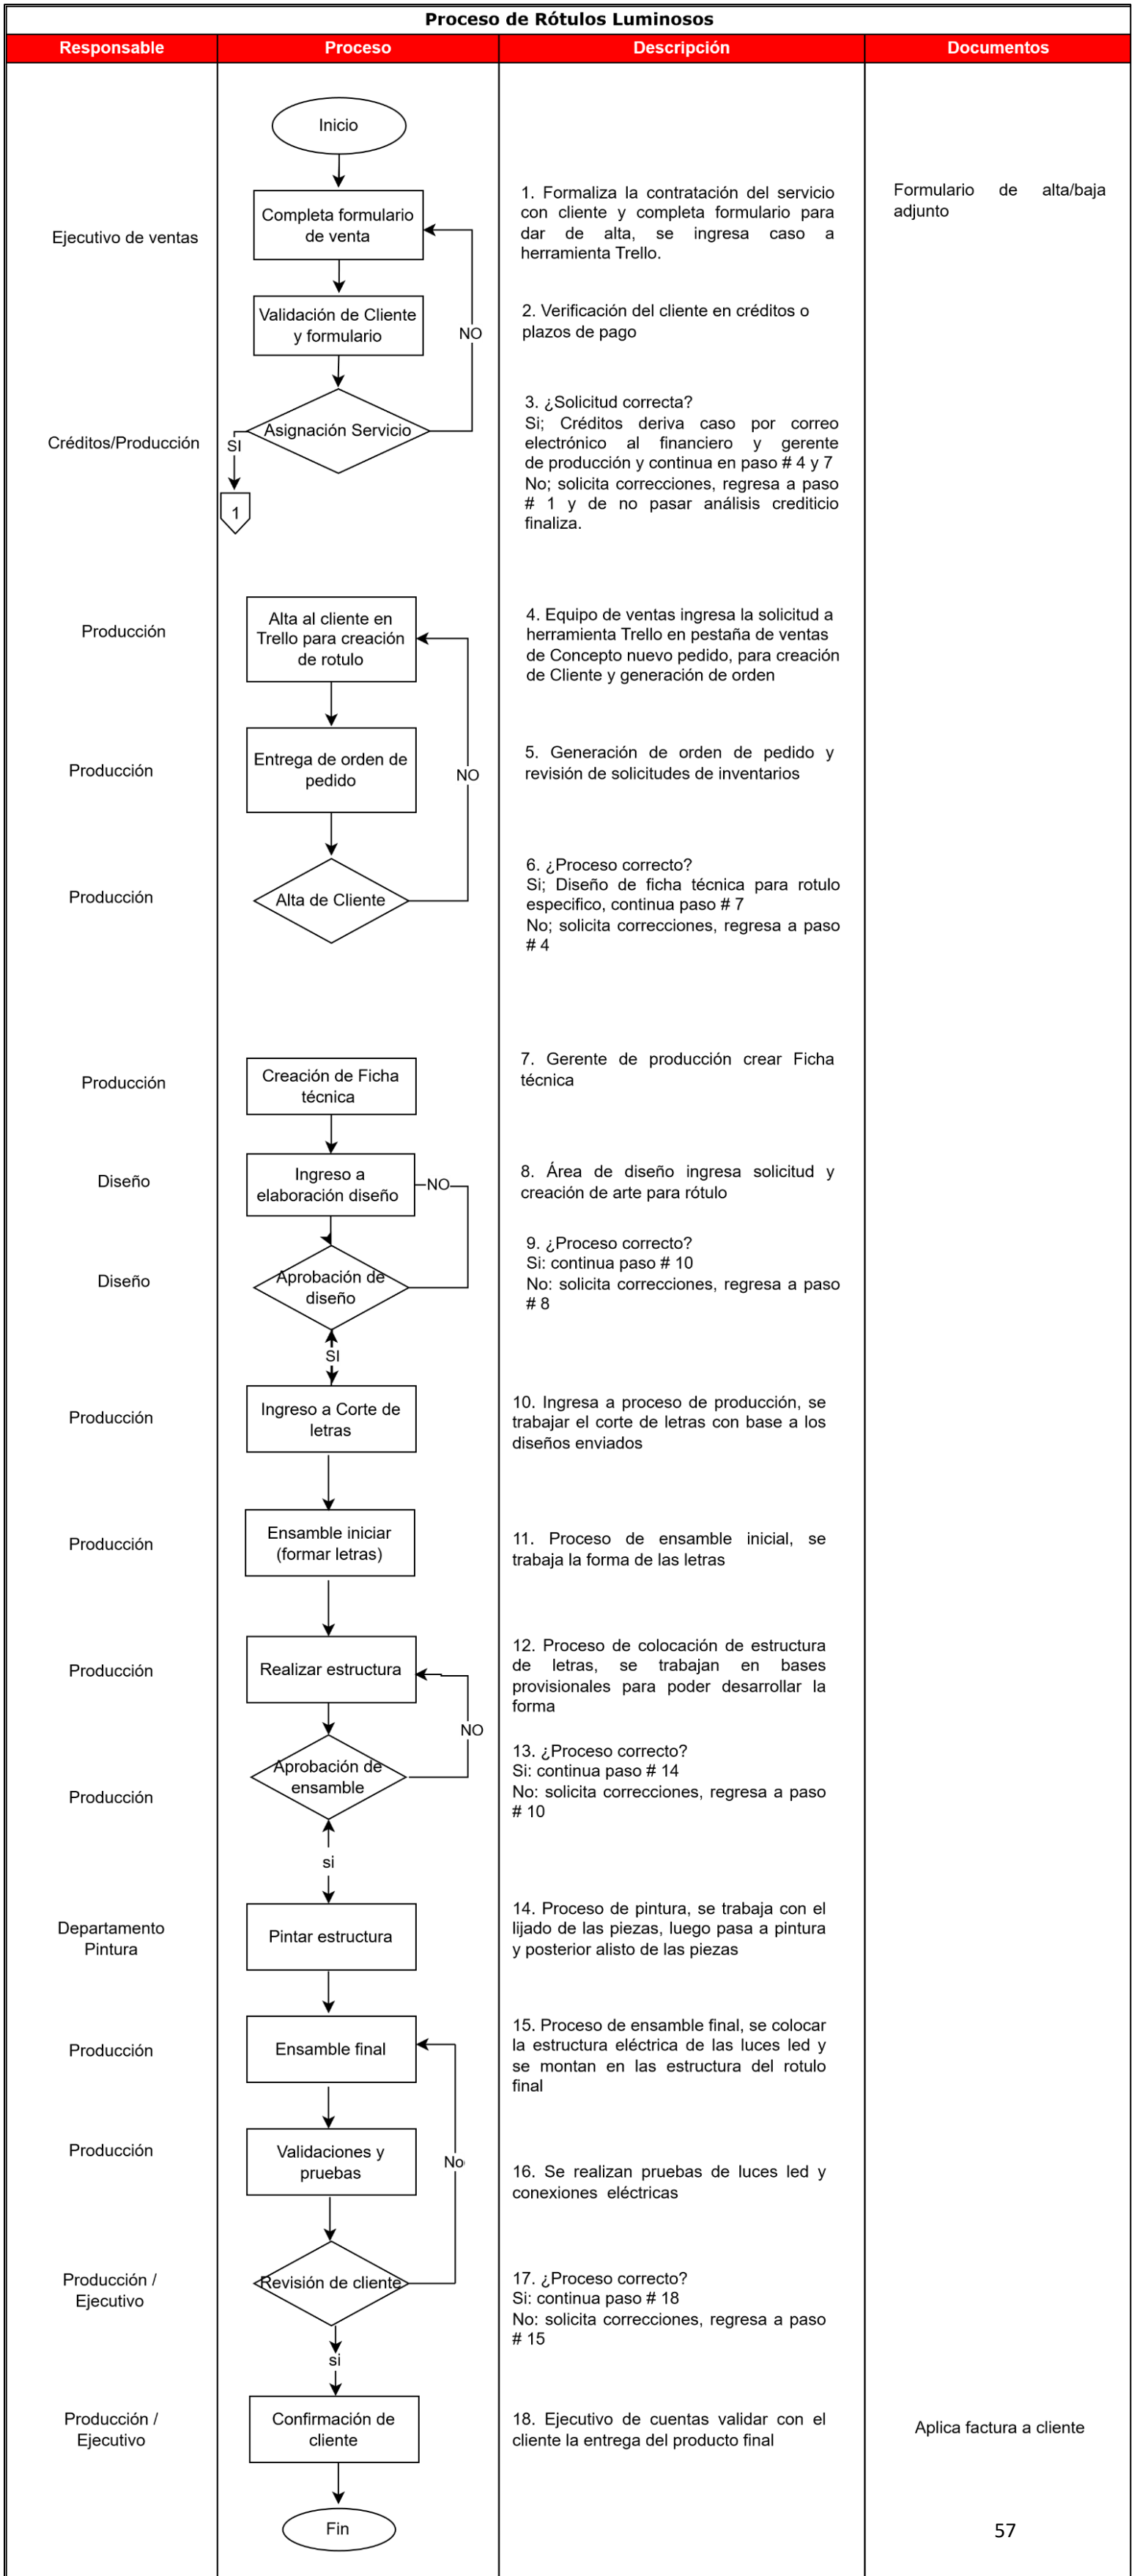 Proceso de Rótulos Luminosos
Responsable
Proceso
Descripción
Documentos
Inicio
Ejecutivo de ventas
Completa formulario
de venta
1. Formaliza la contratación del servicio
con cliente y completa formulario para
dar de alta, se ingresa caso a
herramienta Trello.
Formulario de alta/baja
adjunto
Validación de Cliente
y formulario
NO
2. Verificación del cliente en créditos o
plazos de pago
Créditos/Producción
Asignación Servicio
SI
1
3. ¿Solicitud correcta?
Si; Créditos deriva caso por correo
electrónico al financiero y gerente
de producción y continua en paso # 4 y 7
No; solicita correcciones, regresa a paso
# 1 y de no pasar análisis crediticio
finaliza.
Producción
Alta al cliente en
Trello para creación
de rotulo
4. Equipo de ventas ingresa la solicitud a
herramienta Trello en pestaña de ventas
de Concepto nuevo pedido, para creación
de Cliente y generación de orden
Producción
Entrega de orden de
pedido
NO
5. Generación de orden de pedido y
revisión de solicitudes de inventarios
Producción
Alta de Cliente
6. ¿Proceso correcto?
Si; Diseño de ficha técnica para rotulo
especifico, continua paso # 7
No; solicita correcciones, regresa a paso
# 4
Producción
Creación de Ficha
técnica
7. Gerente de producción crear Ficha
técnica
Diseño
Ingreso a
elaboración diseño
NO
8. Área de diseño ingresa solicitud y
creación de arte para rótulo
Diseño
Aprobación de
diseño
SI
9. ¿Proceso correcto?
Si: continua paso # 10
No: solicita correcciones, regresa a paso
# 8
Producción
Ingreso a Corte de
letras
10. Ingresa a proceso de producción, se
trabajar el corte de letras con base a los
diseños enviados
Producción
Ensamble iniciar
(formar letras)
11. Proceso de ensamble inicial, se
trabaja la forma de las letras
Producción
Realizar estructura
NO
12. Proceso de colocación de estructura
de letras, se trabajan en bases
provisionales para poder desarrollar la
forma
Producción
Aprobación de
ensamble
si
13. ¿Proceso correcto?
Si: continua paso # 14
No: solicita correcciones, regresa a paso
# 10
Departamento
Pintura
Pintar estructura
14. Proceso de pintura, se trabaja con el
lijado de las piezas, luego pasa a pintura
y posterior alisto de las piezas
Producción
Ensamble final
15. Proceso de ensamble final, se colocar
la estructura eléctrica de las luces led y
se montan en las estructura del rotulo
final
Producción
Validaciones y
pruebas
No
16. Se realizan pruebas de luces led y
conexiones eléctricas
Producción /
Ejecutivo
Revisión de cliente
si
17. ¿Proceso correcto?
Si: continua paso # 18
No: solicita correcciones, regresa a paso
# 15
Producción /
Ejecutivo
Confirmación de
cliente
18. Ejecutivo de cuentas validar con el
cliente la entrega del producto final
Aplica factura a cliente
Fin
57